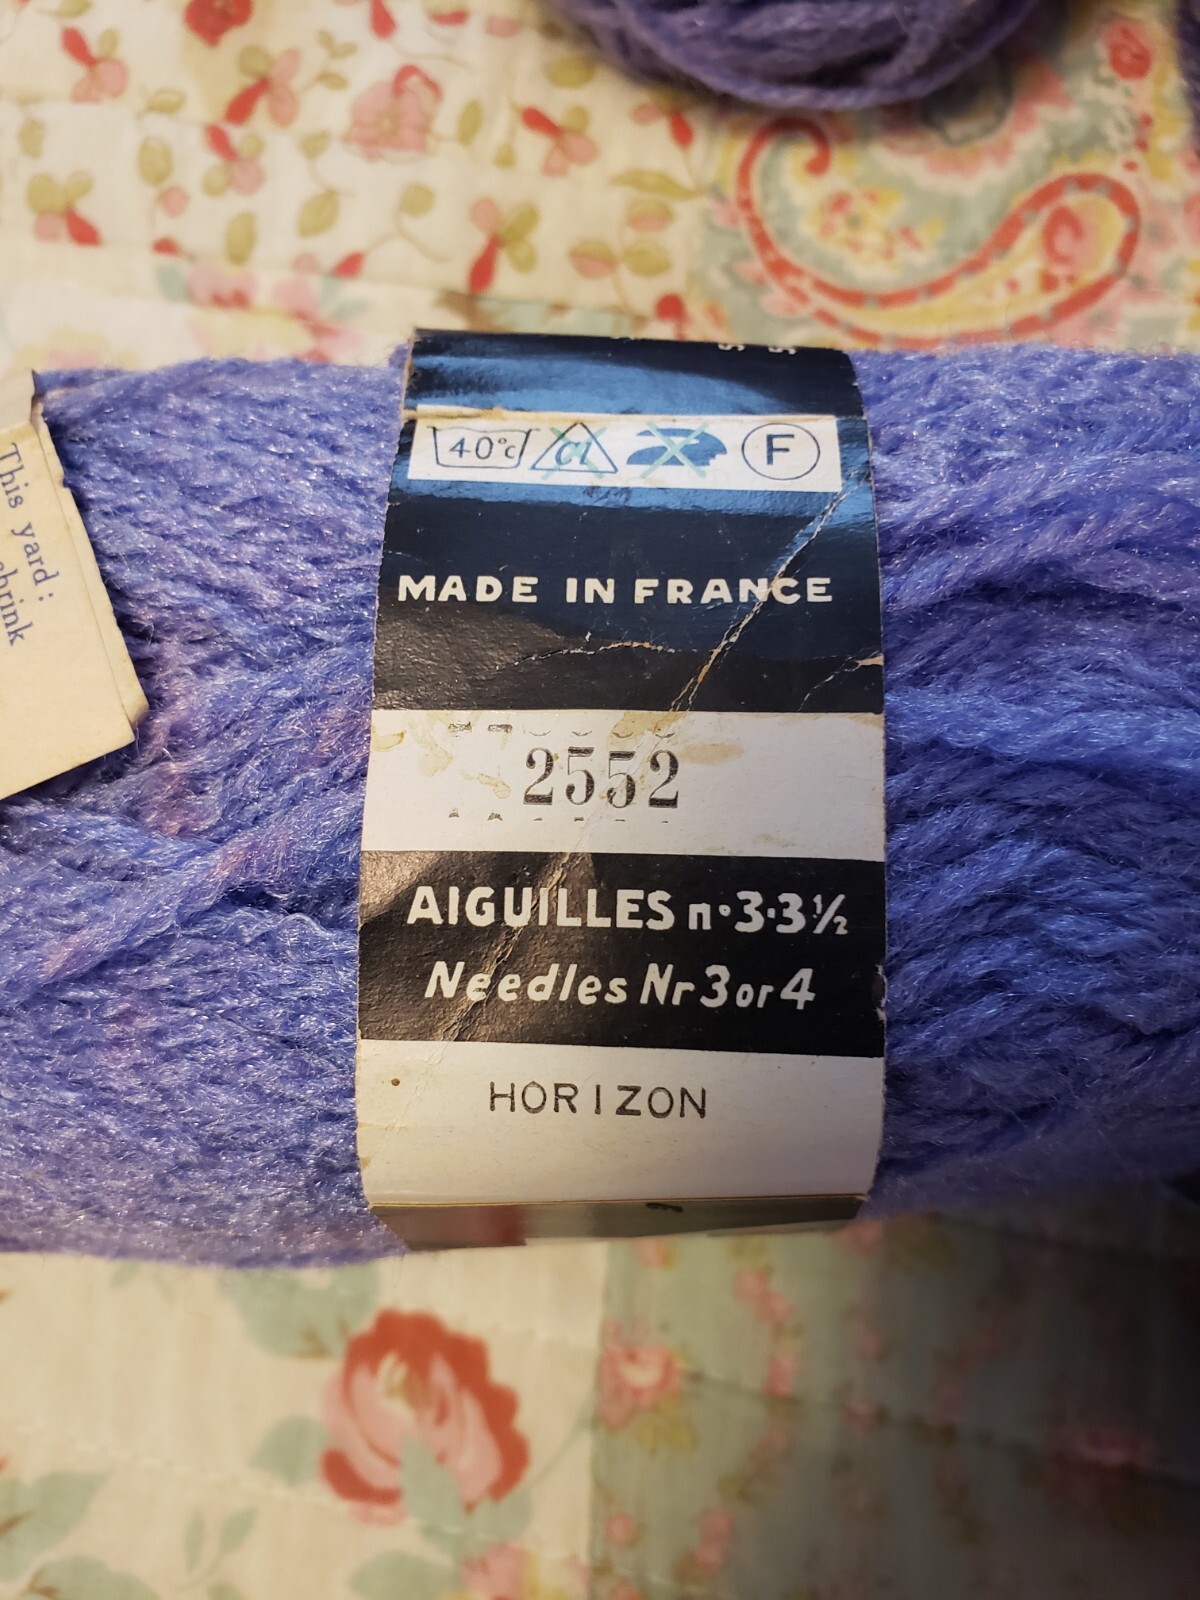 This yard :
shrink
40°c
Cl
F
MADE IN FRANCE
2552
AIGUILLES n° 3·3½
Needles Nr 3 or 4
HORIZON